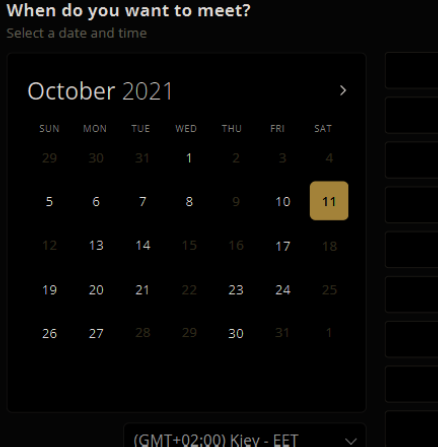 When do you want to meet?
Select a date and time
October 2021
SUN MON TUE WED THU FRI SAT
29 30 31 1 2 3 4
5 6 7 8 9 10 11
12 13 14 15 16 17 18
19 20 21 22 23 24 25
26 27 28 29 30 31 1
(GMT+02:00) Kiev - EET